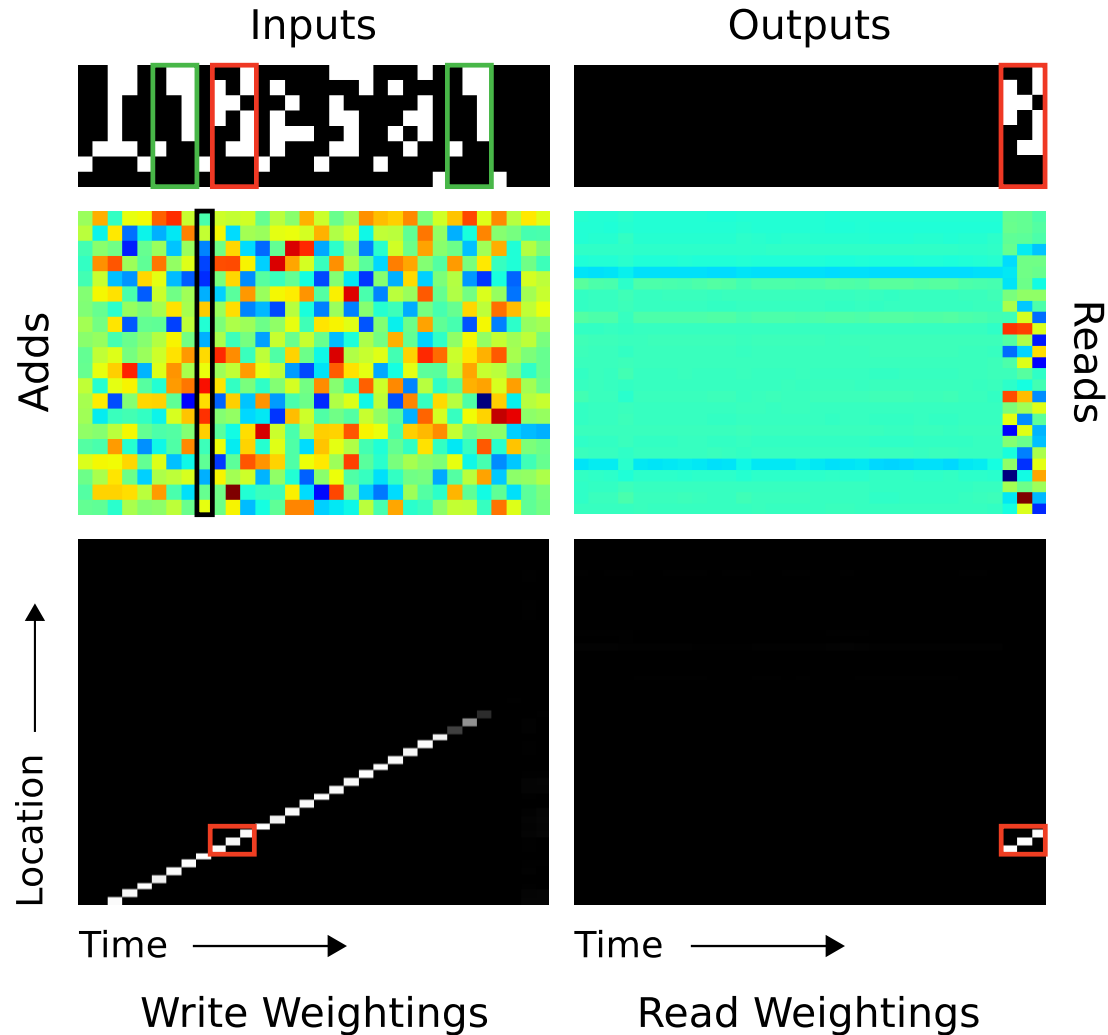 Inputs
Outputs
Adds
Reads
Location
Time
Time
Write Weightings
Read Weightings